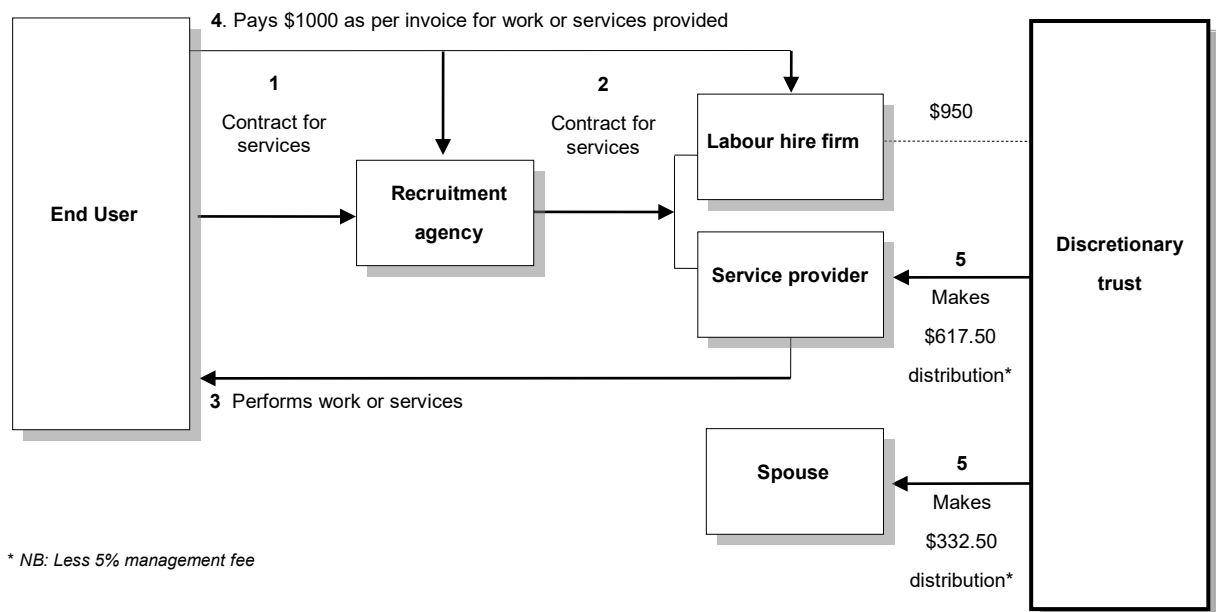 4. Pays $1000 as per invoice for work or services provided
1
Contract for
services
2
Contract for
services
Labour hire firm
$950
End User
Recruitment
agency
Service provider
Discretionary
trust
5
Makes
$617.50
distribution*
3 Performs work or services
Spouse
5
Makes
$332.50
distribution*
* NB: Less 5% management fee